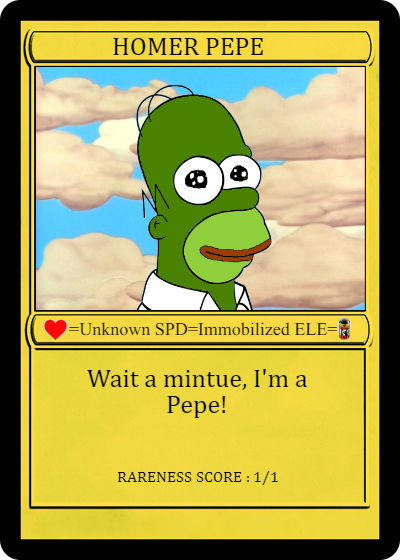 HOMER PEPE
=Unknown SPD=Immobilized ELE=
Wait a mintue, I'm a
Pepe!
RARENESS SCORE : 1/1